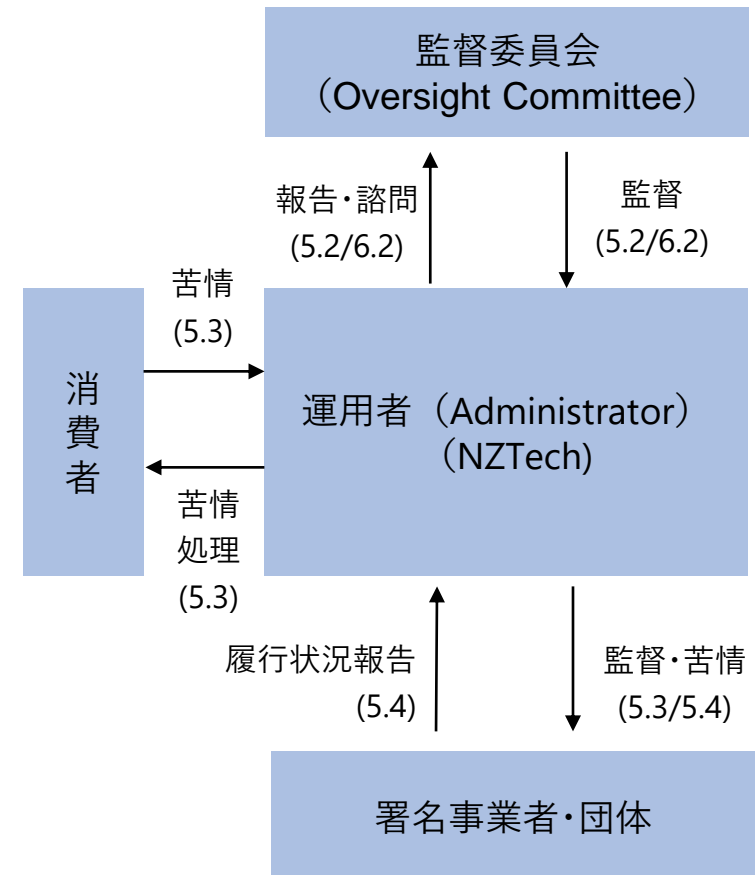 監督委員会
（Oversight Committee）
報告・諮問
(5.2/6.2)
監督
(5.2/6.2)
苦情
(5.3)
消費者
運用者（Administrator）
（NZTech)
苦情
処理
(5.3)
履行状況報告
(5.4)
監督・苦情
(5.3/5.4)
署名事業者・団体